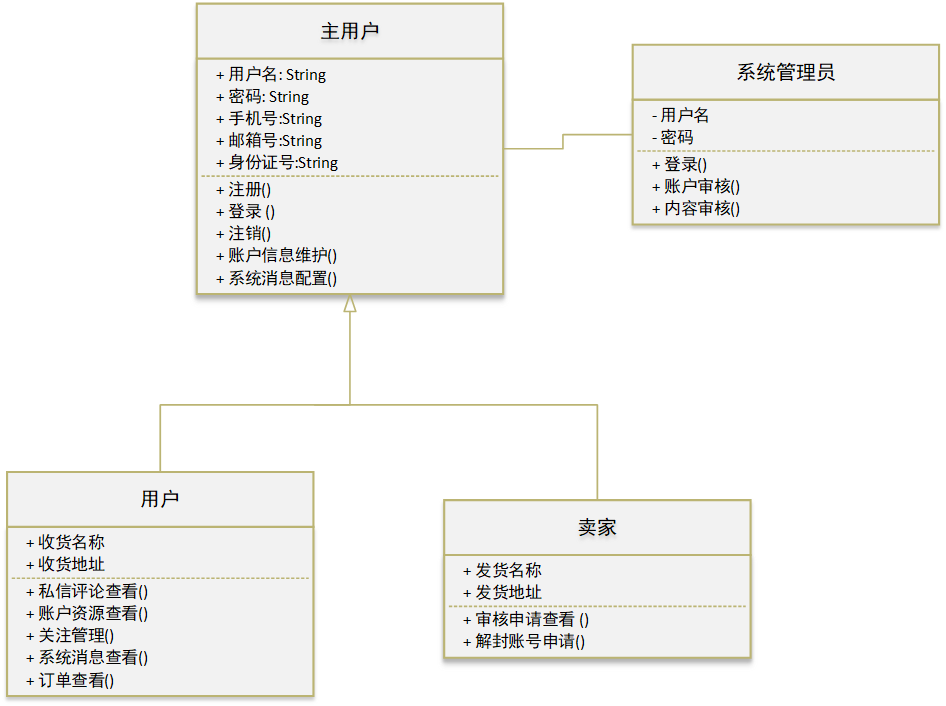 主用户
+ 用户名: String
+ 密码: String
+ 手机号:String
+ 邮箱号:String
+ 身份证号:String
+ 注册()
+ 登录 ()
+ 注销()
+ 账户信息维护()
+ 系统消息配置()
系统管理员
- 用户名
- 密码
+ 登录()
+ 账户审核()
+ 内容审核()
用户
+ 收货名称
+ 收货地址
+ 私信评论查看()
+ 账户资源查看()
+ 关注管理()
+ 系统消息查看()
+ 订单查看()
卖家
+ 发货名称
+ 发货地址
+ 审核申请查看 ()
+ 解封账号申请()